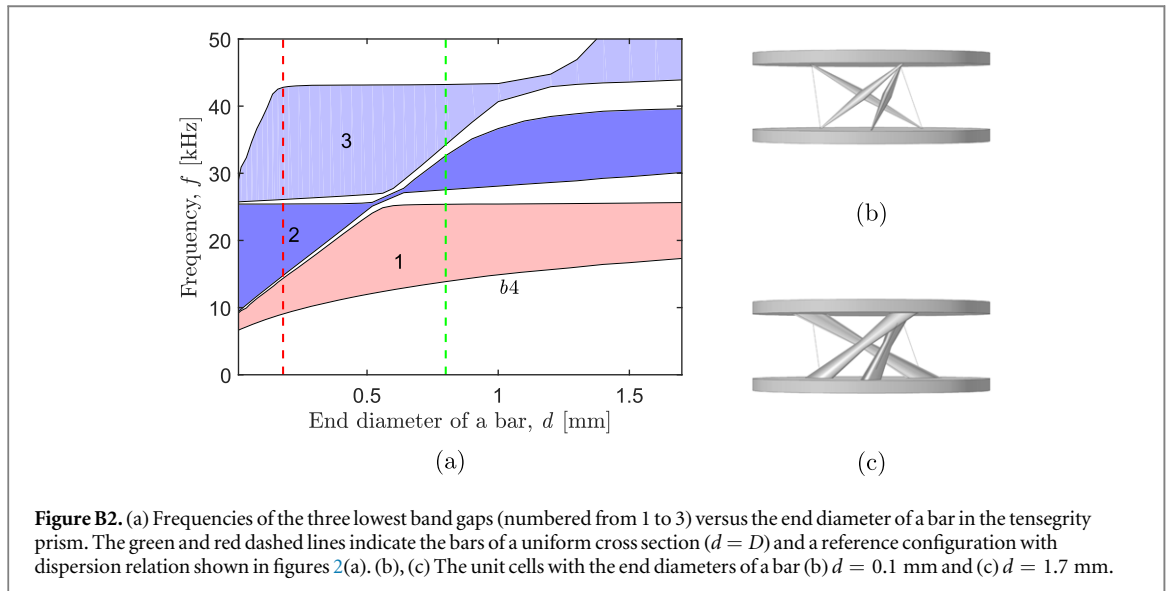 50
40
30
20
10
0
Frequency, f [kHz]
3
2
1
b4
0.5
1
1.5
End diameter of a bar, d [mm]
(a)
(b)
(c)
Figure B2. (a) Frequencies of the three lowest band gaps (numbered from 1 to 3) versus the end diameter of a bar in the tensegrity
prism. The green and red dashed lines indicate the bars of a uniform cross section (d = D) and a reference configuration with
dispersion relation shown in figures 2(a). (b), (c) The unit cells with the end diameters of a bar (b) d = 0.1 mm and (c) d = 1.7 mm.